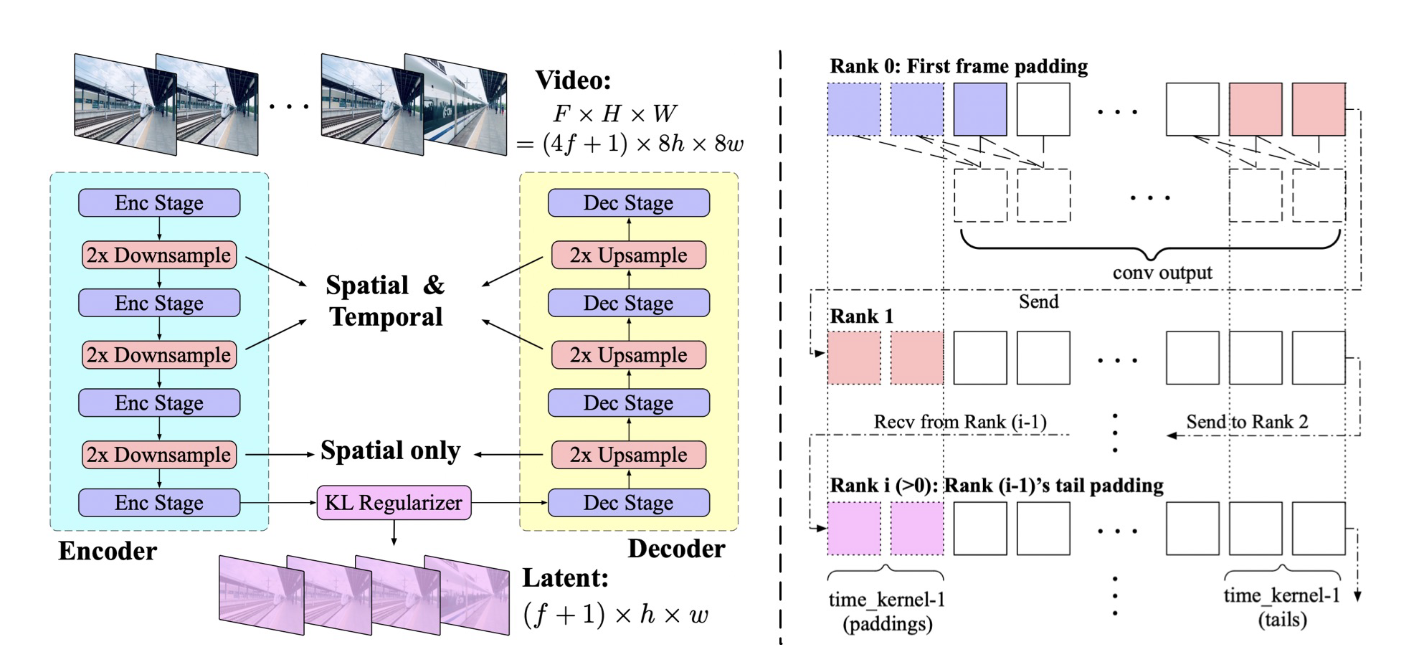 Video:
F × H × W
= (4f + 1) × 8h × 8w
Enc Stage
2x Downsample
Enc Stage
2x Downsample
Enc Stage
2x Downsample
Enc Stage
Encoder
Spatial &
Temporal
Spatial only
KL Regularizer
Dec Stage
2x Upsample
Dec Stage
2x Upsample
Dec Stage
2x Upsample
Dec Stage
Decoder
Latent:
(f + 1) × h × w
Rank 0: First frame padding
conv output
Send
Rank 1
Recv from Rank (i-1)
Send to Rank 2
Rank i (>0): Rank (i-1)’s tail padding
time_kernel-1
(paddings)
time_kernel-1
(tails)